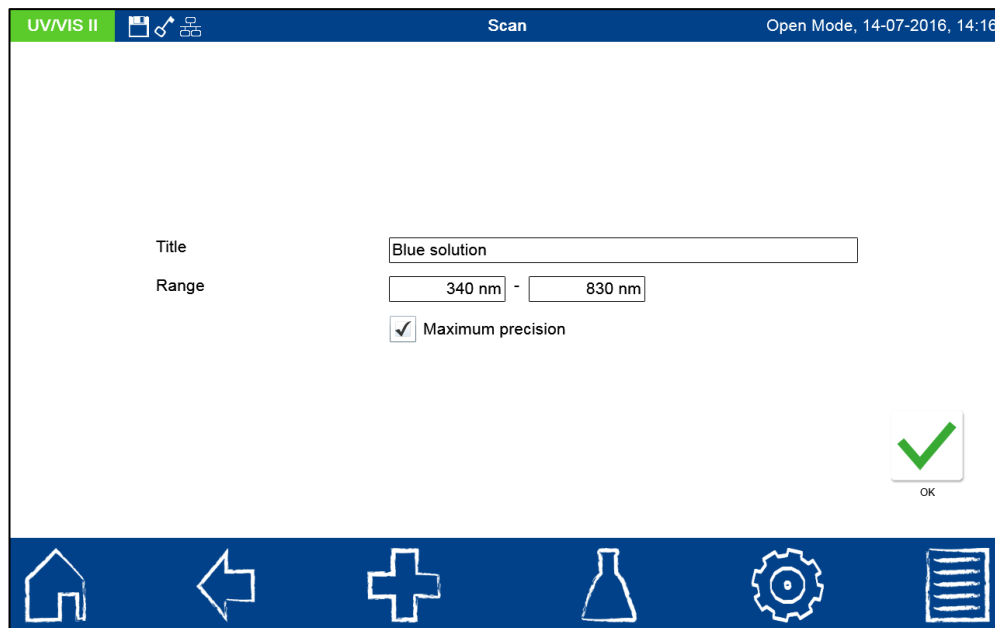 UV/VIS II Scan Open Mode, 14-07-2016, 14:16
Title Blue solution
Range 340 nm - 830 nm
Maximum precision
OK